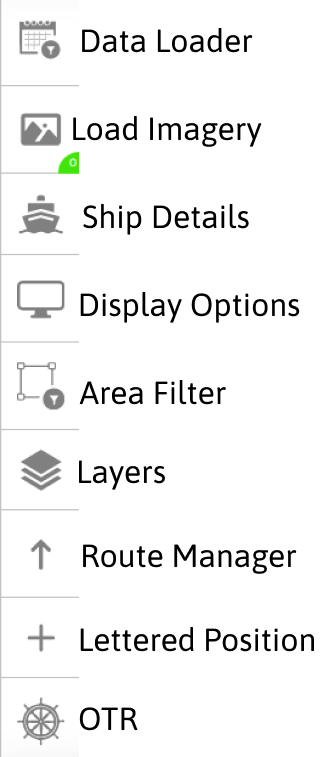 Data Loader
Load Imagery
0
Ship Details
Display Options
Area Filter
Layers
Route Manager
Lettered Position
OTR